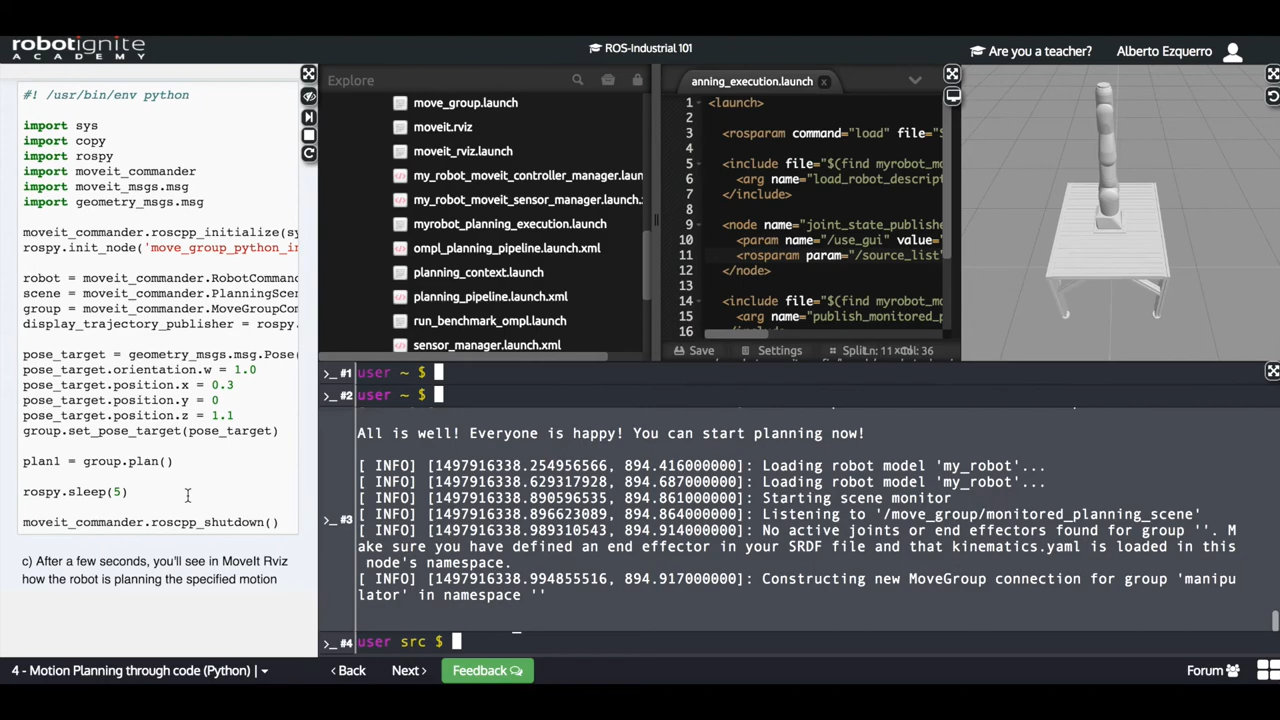 robotignite
ACADEMY
ROS-Industrial 101
Are you a teacher?
Alberto Ezquerro
#! /usr/bin/env python
import sys
import copy
import rospy
import moveit_commander
import moveit_msgs.msg
import geometry_msgs.msg
moveit_commander.roscpp_initialize(sy
rospy.init_node('move_group_python_in
robot = moveit_commander.RobotComman
scene = moveit_commander.PlanningScen
group = moveit_commander.MoveGroupCom
display_trajectory_publisher = rospy.
pose_target = geometry_msgs.msg.Pose(
pose_target.orientation.w = 1.0
pose_target.position.x = 0.3
pose_target.position.y = 0
pose_target.position.z = 1.1
group.set_pose_target(pose_target)
plan1 = group.plan()
rospy.sleep(5)
moveit_commander.roscpp_shutdown()
c) After a few seconds, you'll see in MoveIt Rviz
how the robot is planning the specified motion
Explore
move_group.launch
moveit.rviz
moveit_rviz.launch
my_robot_moveit_controller_manager.laun
my_robot_moveit_sensor_manager.launch.
myrobot_planning_execution.launch
ompl_planning_pipeline.launch.xml
planning_context.launch
planning_pipeline.launch.xml
run_benchmark_ompl.launch
sensor_manager.launch.xml
anning_execution.launch
1 <launch>
2
3 <rosparam command="load" file="$
4
5 <include file="$(find myrobot_mo
6 <arg name="load_robot_descript
7 </include>
8
9 <node name="joint_state_publishe
10 <param name="/use_gui" value="
11 <rosparam param="/source_list"
12 </node>
13
14 <include file="$(find myrobot_mo
15 <arg name="publish_monitored_p
16
Save Settings Split Ln: 11 Col: 36
>_ #1 user ~ $
>_ #2 user ~ $
All is well! Everyone is happy! You can start planning now!
[ INFO] [1497916338.254956566, 894.416000000]: Loading robot model 'my_robot'...
[ INFO] [1497916338.629317928, 894.687000000]: Loading robot model 'my_robot'...
[ INFO] [1497916338.890596535, 894.861000000]: Starting scene monitor
[ INFO] [1497916338.896623089, 894.864000000]: Listening to '/move_group/monitored_planning_scene'
>_ #3 [ INFO] [1497916338.989310543, 894.914000000]: No active joints or end effectors found for group ''. M
ake sure you have defined an end effector in your SRDF file and that kinematics.yaml is loaded in this
node's namespace.
[ INFO] [1497916338.994855516, 894.917000000]: Constructing new MoveGroup connection for group 'manipu
lator' in namespace ''
>_ #4 user src $
4 - Motion Planning through code (Python) |
‹ Back Next › Feedback
Forum